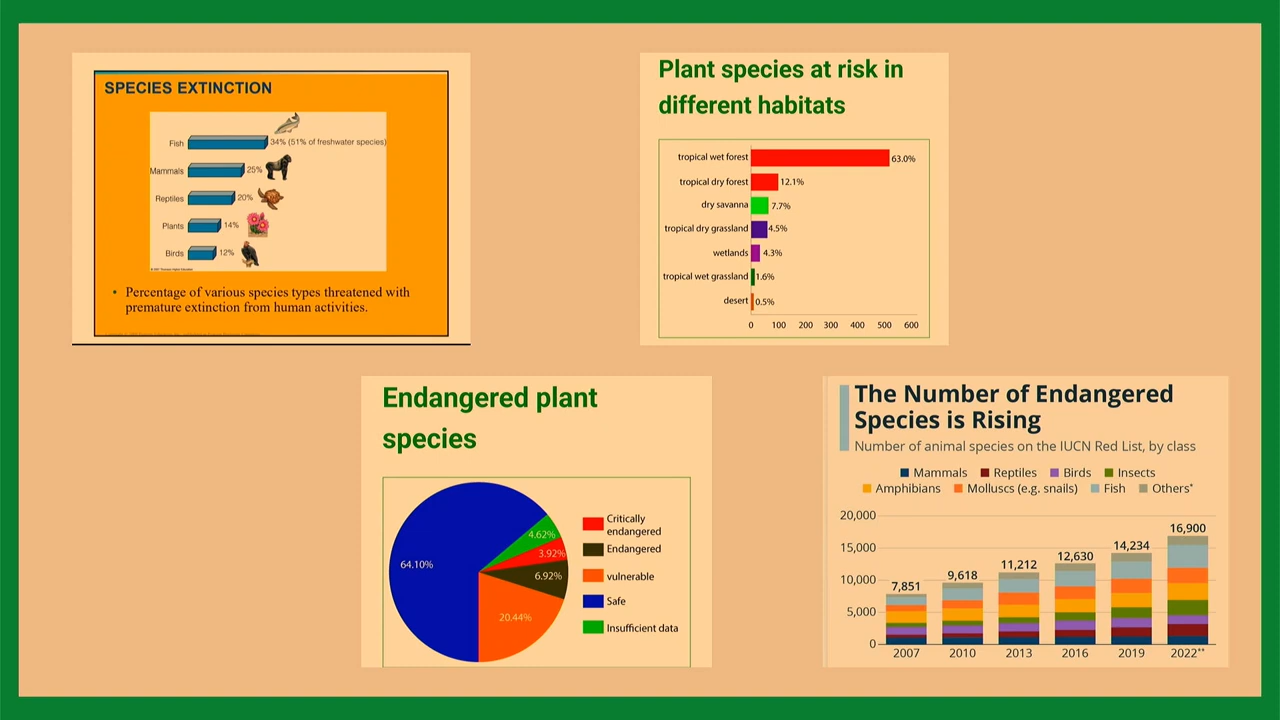 SPECIES EXTINCTION
Fish
34% (51% of freshwater species)
Mammals
25%
Reptiles
20%
Plants
14%
Birds
12%
• Percentage of various species types threatened with
premature extinction from human activities.
Plant species at risk in
different habitats
tropical wet forest
63.0%
tropical dry forest
12.1%
dry savanna
7.7%
tropical dry grassland
4.5%
wetlands
4.3%
tropical wet grassland
1.6%
desert
0.5%
0 100 200 300 400 500 600
Endangered plant
species
64.10%
4.62%
3.92%
6.92%
20.44%
Critically
endangered
Endangered
vulnerable
Safe
Insufficient data
The Number of Endangered
Species is Rising
Number of animal species on the IUCN Red List, by class
Mammals Reptiles Birds Insects
Amphibians Molluscs (e.g. snails) Fish Others*
20,000
15,000
10,000
5,000
0
7,851
9,618
11,212
12,630
14,234
16,900
2007 2010 2013 2016 2019 2022**